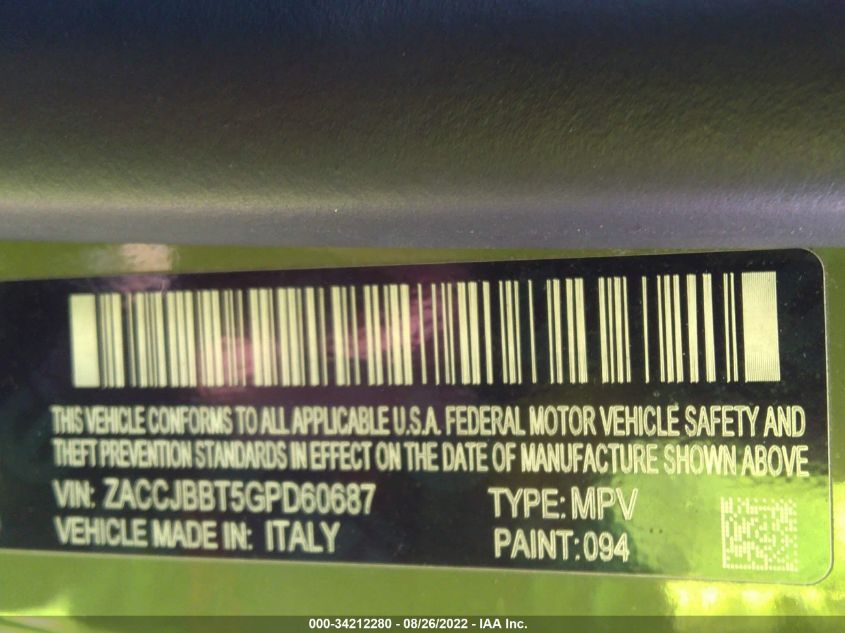 THIS VEHICLE CONFORMS TO ALL APPLICABLE U.S.A. FEDERAL MOTOR VEHICLE SAFETY AND
THEFT PREVENTION STANDARDS IN EFFECT ON THE DATE OF MANUFACTURE SHOWN ABOVE
VIN: ZACCJBBT5GPD60687 TYPE: MPV
VEHICLE MADE IN: ITALY PAINT: 094
000-34212280 - 08/26/2022 - IAA Inc.